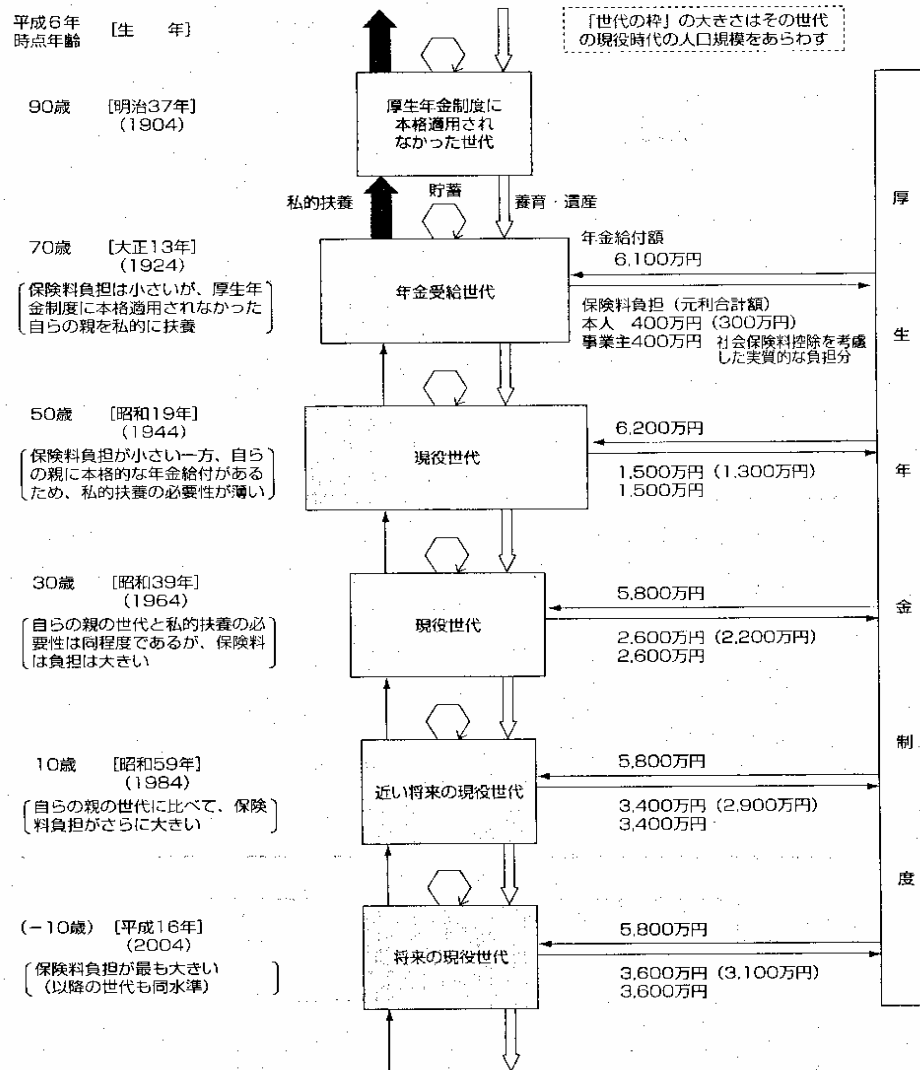 平成6年
時点年齢 [生 年]
「世代の枠」の大きさはその世代
の現役時代の人口規模をあらわす
90歳 [明治37年]
(1904)
厚生年金制度に
本格適用され
なかった世代
私的扶養
貯蓄
養育・遺産
70歳 [大正13年]
(1924)
保険料負担は小さいが、厚生年
金制度に本格適用されなかった
自らの親を私的に扶養
年金受給世代
年金給付額
6,100万円
保険料負担(元利合計額)
本人 400万円(300万円)
事業主400万円 社会保険料控除を考慮
した実質的な負担分
50歳 [昭和19年]
(1944)
保険料負担が小さい一方、自ら
の親に本格的な年金給付がある
ため、私的扶養の必要性が薄い
現役世代
6,200万円
1,500万円(1,300万円)
1,500万円
30歳 [昭和39年]
(1964)
自らの親の世代と私的扶養の必
要性は同程度であるが、保険料
は負担は大きい
現役世代
5,800万円
2,600万円(2,200万円)
2,600万円
10歳 [昭和59年]
(1984)
自らの親の世代に比べて、保険
料負担がさらに大きい
近い将来の現役世代
5,800万円
3,400万円(2,900万円)
3,400万円
(-10歳) [平成16年]
(2004)
保険料負担が最も大きい
(以降の世代も同水準)
将来の現役世代
5,800万円
3,600万円(3,100万円)
3,600万円
厚生年金制度